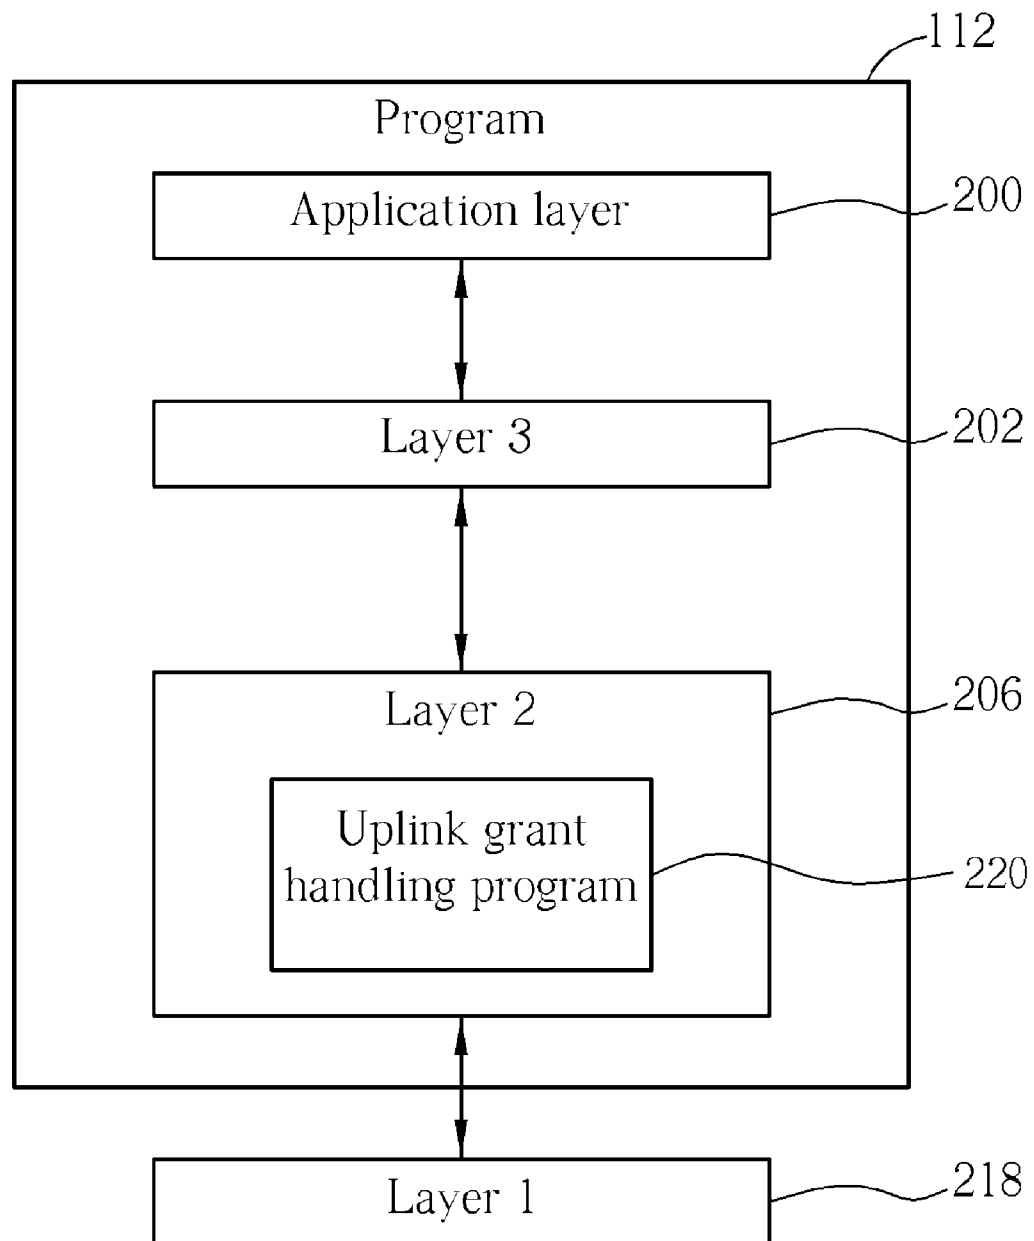 112
Program
Application layer
200
Layer 3
202
Layer 2
206
Uplink grant
handling program
220
Layer 1
218